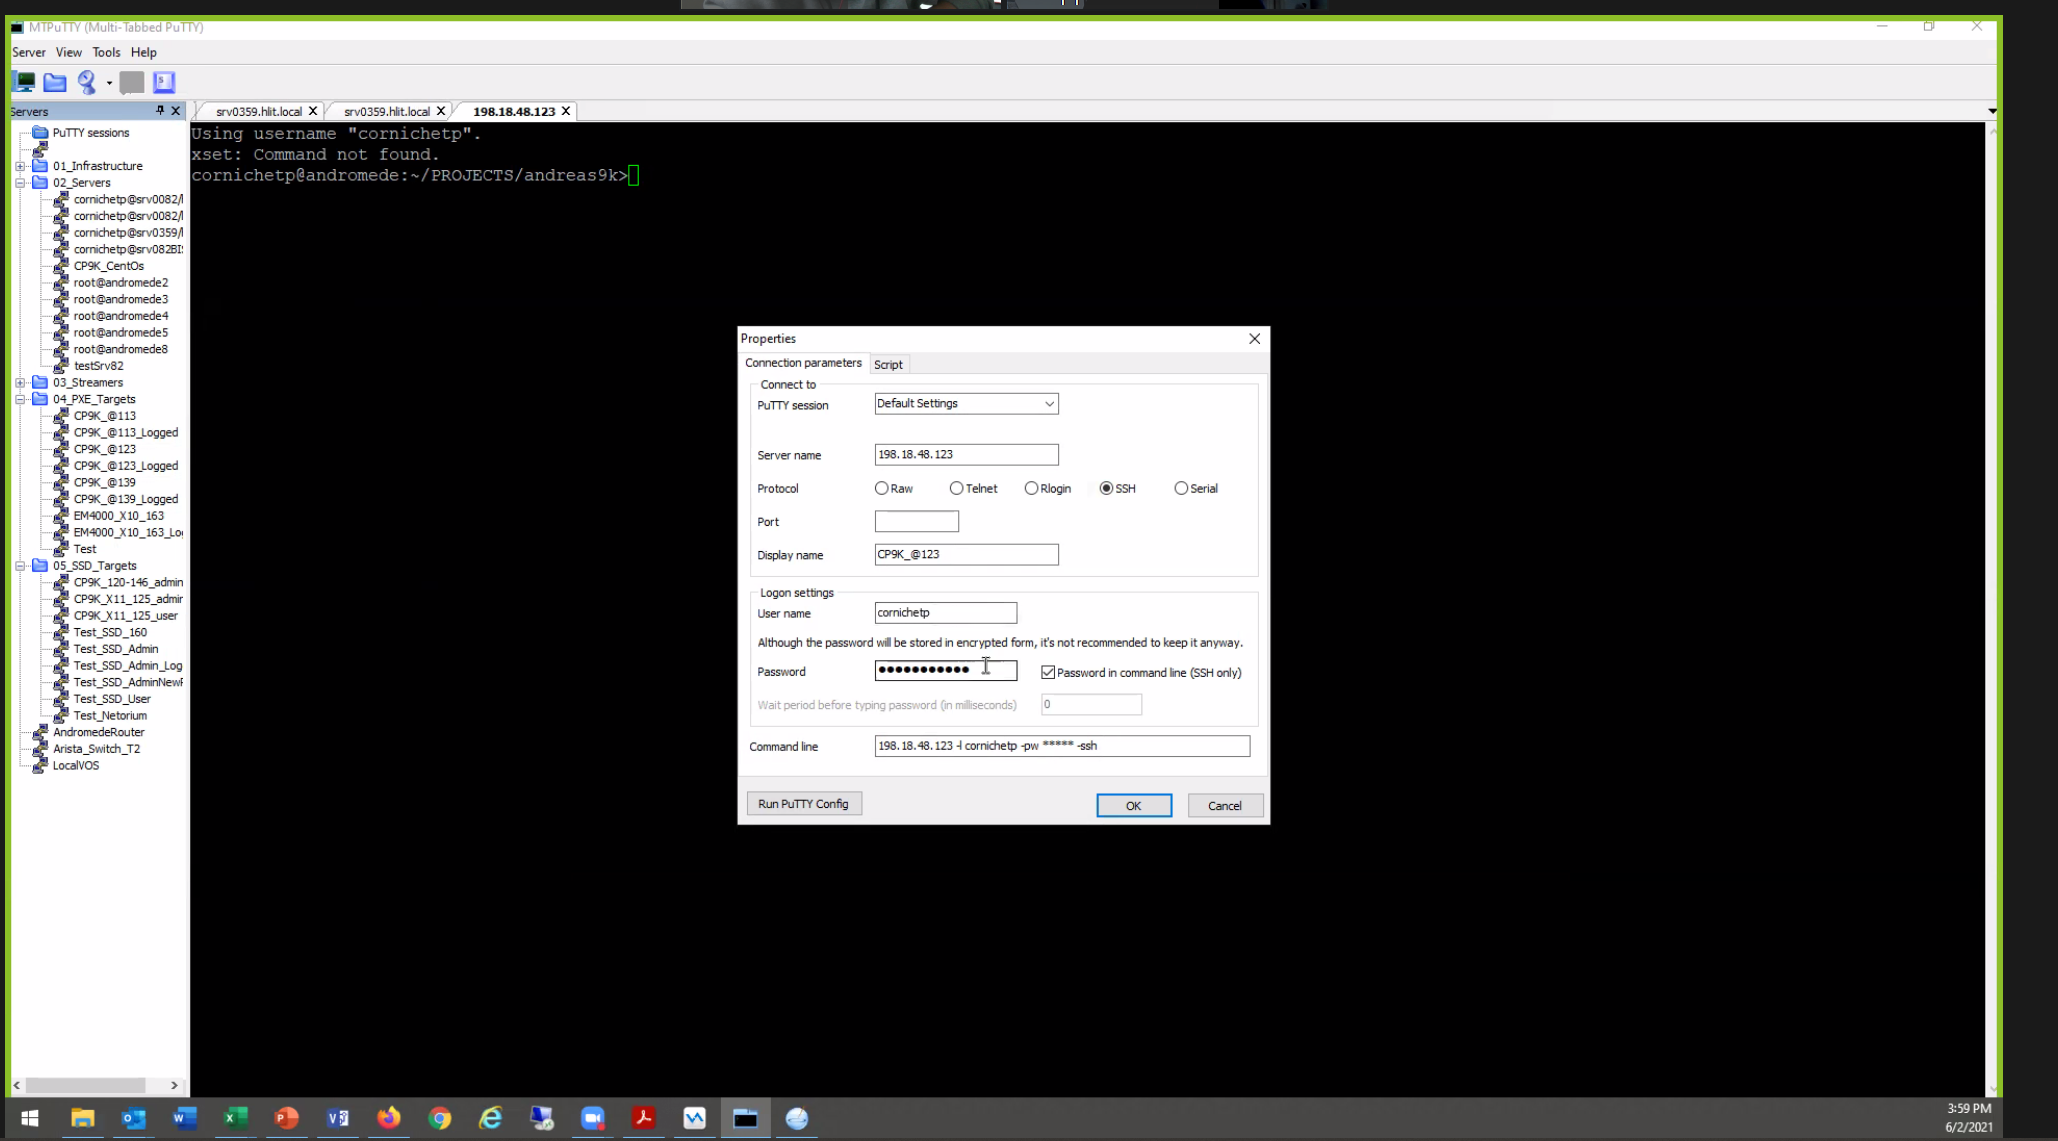 MTPuTTY (Multi-Tabbed PuTTY)
Server View Tools Help
Servers
srv0359.hlit.local
srv0359.hlit.local
198.18.48.123
PuTTY sessions
01_Infrastructure
02_Servers
cornichetp@srv0082/
cornichetp@srv0082/
cornichetp@srv0359/
cornichetp@srv082BI
CP9K_CentOs
root@andromede2
root@andromede3
root@andromede4
root@andromede5
root@andromede8
testSrv82
03_Streamers
04_PXE_Targets
CP9K_@113
CP9K_@113_Logged
CP9K_@123
CP9K_@123_Logged
CP9K_@139
CP9K_@139_Logged
EM4000_X10_163
EM4000_X10_163_Lo
Test
05_SSD_Targets
CP9K_120-146_admin
CP9K_X11_125_admin
CP9K_X11_125_user
Test_SSD_160
Test_SSD_Admin
Test_SSD_Admin_Log
Test_SSD_AdminNew
Test_SSD_User
Test_Netorium
AndromedeRouter
Arista_Switch_T2
LocalVOS
Using username "cornichetp".
xset: Command not found.
cornichetp@andromede:~/PROJECTS/andreas9k>
Properties
Connection parameters
Script
Connect to
PuTTY session Default Settings
Server name 198.18.48.123
Protocol Raw Telnet Rlogin SSH Serial
Port
Display name CP9K_@123
Logon settings
User name cornichetp
Although the password will be stored in encrypted form, it's not recommended to keep it anyway.
Password ●●●●●●●●●●● Password in command line (SSH only)
Wait period before typing password (in milliseconds) 0
Command line 198.18.48.123 -l cornichetp -pw ***** -ssh
Run PuTTY Config OK Cancel
3:59 PM
6/2/2021